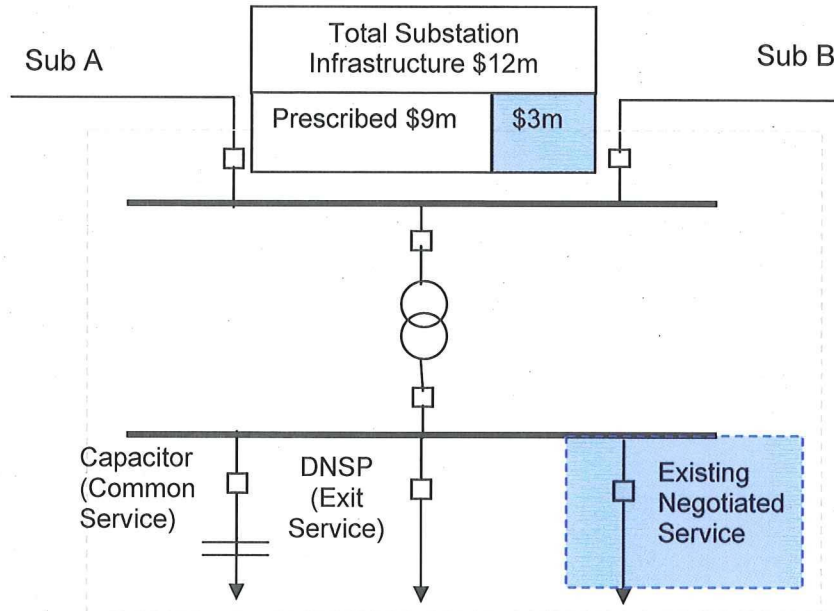 Total Substation
Infrastructure $12m
Sub A
Sub B
Prescribed $9m
$3m
Capacitor
(Common
Service)
DNSP
(Exit
Service)
Existing
Negotiated
Service